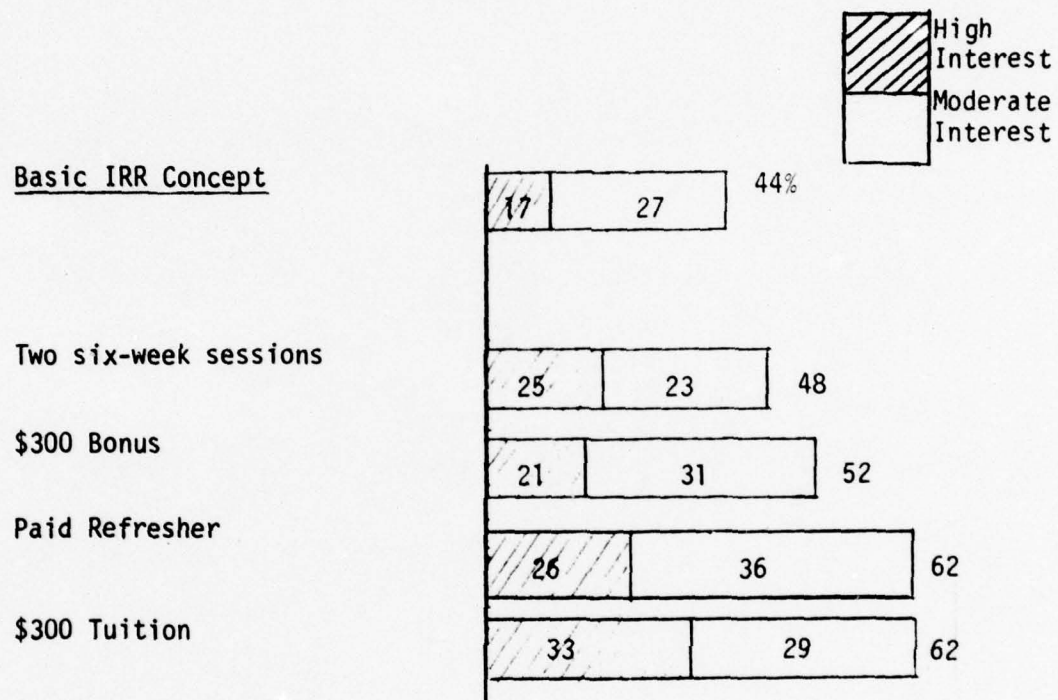 High
Interest
Moderate
Interest
Basic IRR Concept
17 27 44%
Two six-week sessions
25 23 48
$300 Bonus
21 31 52
Paid Refresher
26 36 62
$300 Tuition
33 29 62